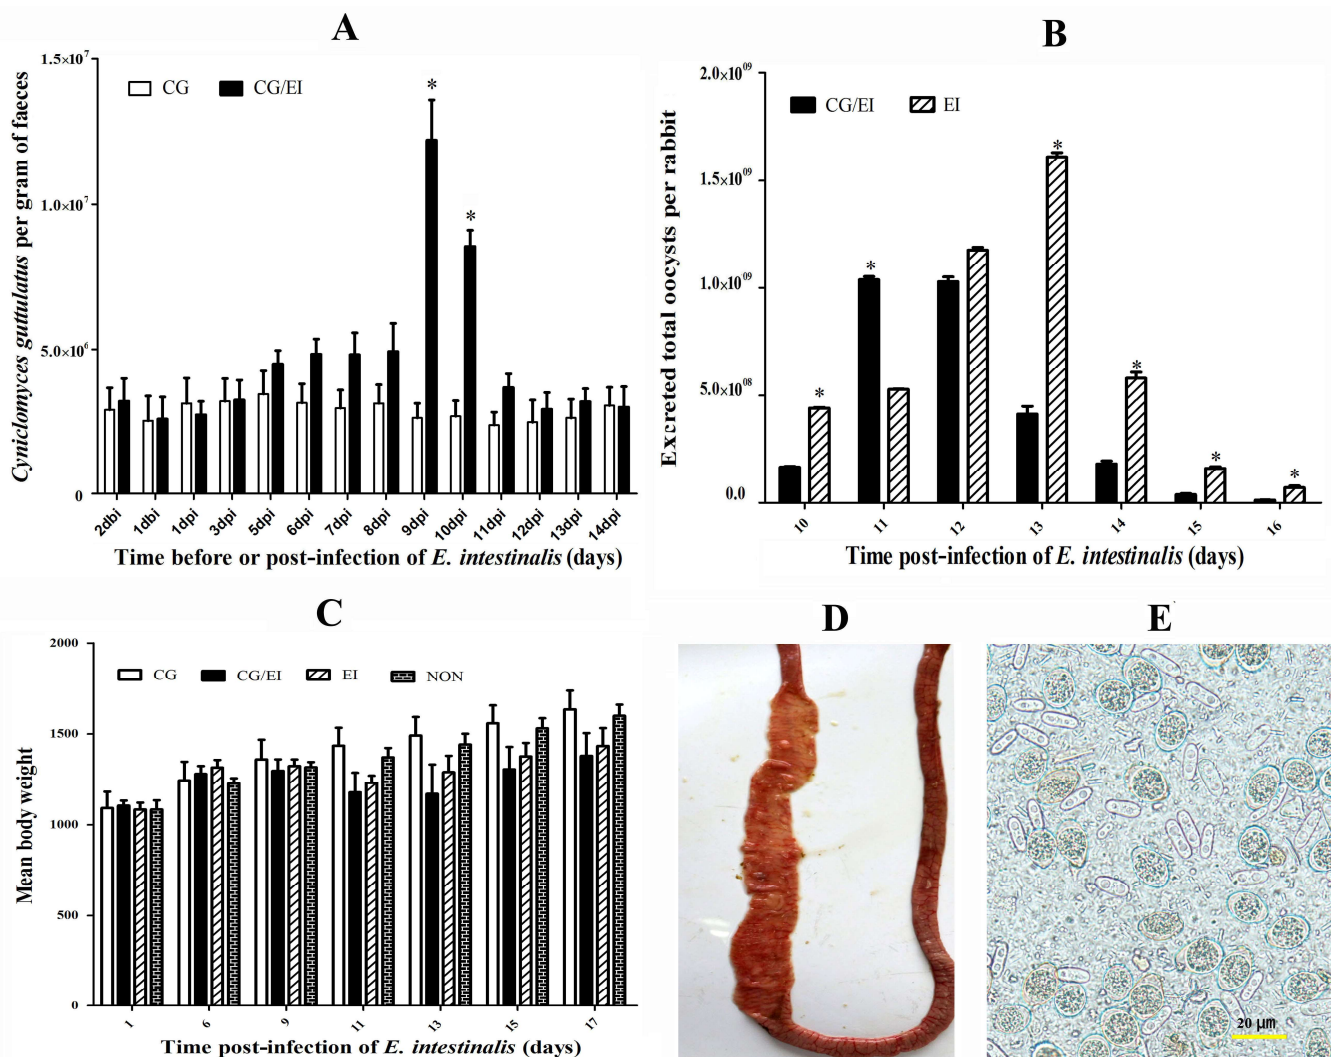 A
1.5×10⁷
CG
CG/EI
*
*
1.0×10⁷
5.0×10⁶
0
Cyniclomyces guttulatus per gram of faeces
2dbi
1dbi
1dpi
3dpi
5dpi
6dpi
7dpi
8dpi
9dpi
10dpi
11dpi
12dpi
13dpi
14dpi
Time before or post-infection of E. intestinalis (days)
B
2.0×10⁰⁹
CG/EI
EI
*
*
*
*
*
*
1.5×10⁰⁹
1.0×10⁰⁹
5.0×10⁰⁸
0.0
Excreted total oocysts per rabbit
10
11
12
13
14
15
16
Time post-infection of E. intestinalis (days)
C
2000
CG
CG/EI
EI
NON
1500
1000
500
0
Mean body weight
1
6
9
11
13
15
17
Time post-infection of E. intestinalis (days)
D
E
20 μm